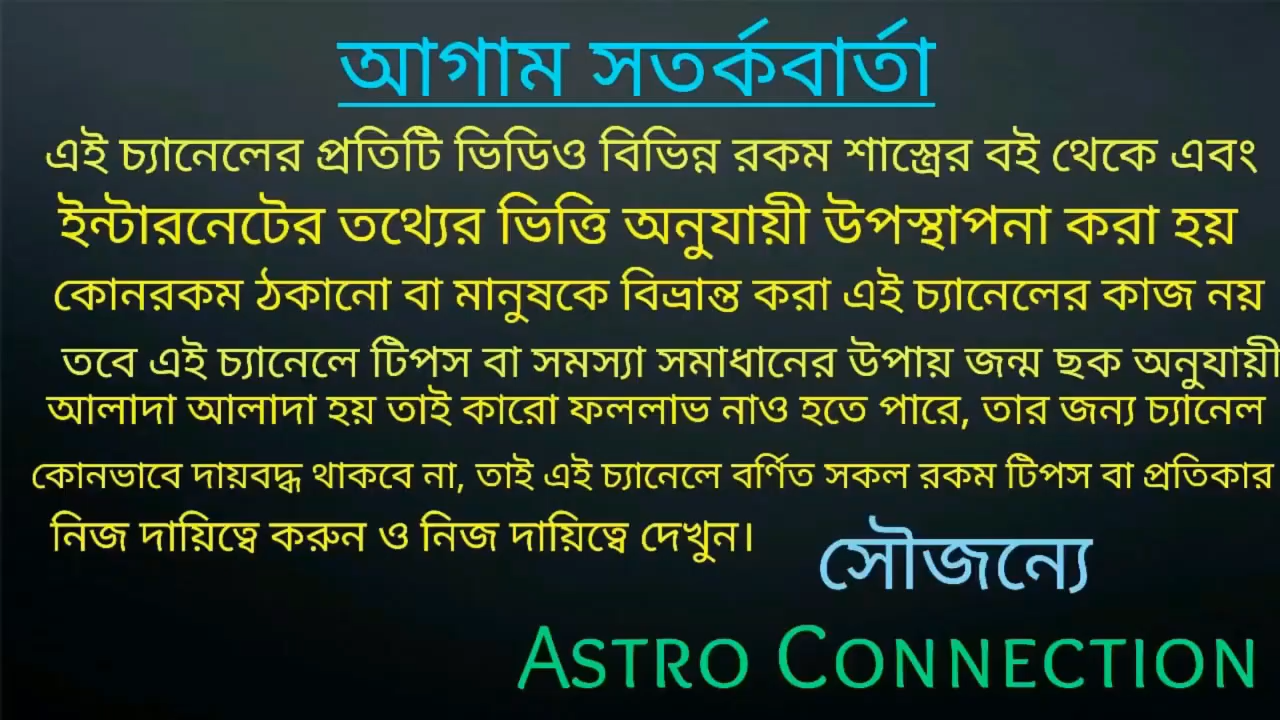 আগাম সতর্কবার্তা
এই চ্যানেলের প্রতিটি ভিডিও বিভিন্ন রকম শাস্ত্রের বই থেকে এবং
ইন্টারনেটের তথ্যের ভিত্তি অনুযায়ী উপস্থাপনা করা হয়
কোনরকম ঠকানো বা মানুষকে বিভ্রান্ত করা এই চ্যানেলের কাজ নয়
তবে এই চ্যানেলে টিপস বা সমস্যা সমাধানের উপায় জন্ম ছক অনুযায়ী
আলাদা আলাদা হয় তাই কারো ফললাভ নাও হতে পারে, তার জন্য চ্যানেল
কোনভাবে দায়বদ্ধ থাকবে না, তাই এই চ্যানেলে বর্ণিত সকল রকম টিপস বা প্রতিকার
নিজ দায়িত্বে করুন ও নিজ দায়িত্বে দেখুন।
সৌজন্যে
ASTRO CONNECTION